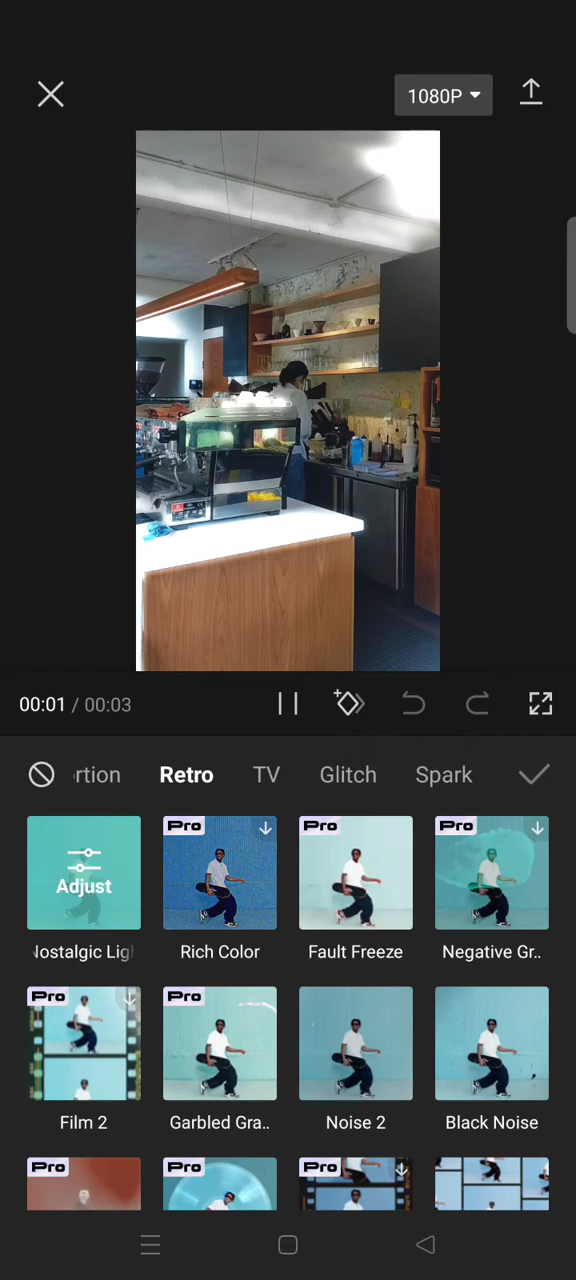 1080P
00:01 / 00:03
rtion Retro TV Glitch Spark
Adjust
Pro
Pro
Pro
Nostalgic Lig
Rich Color
Fault Freeze
Negative Gr..
Pro
Pro
Film 2
Garbled Gra..
Noise 2
Black Noise
Pro
Pro
Pro